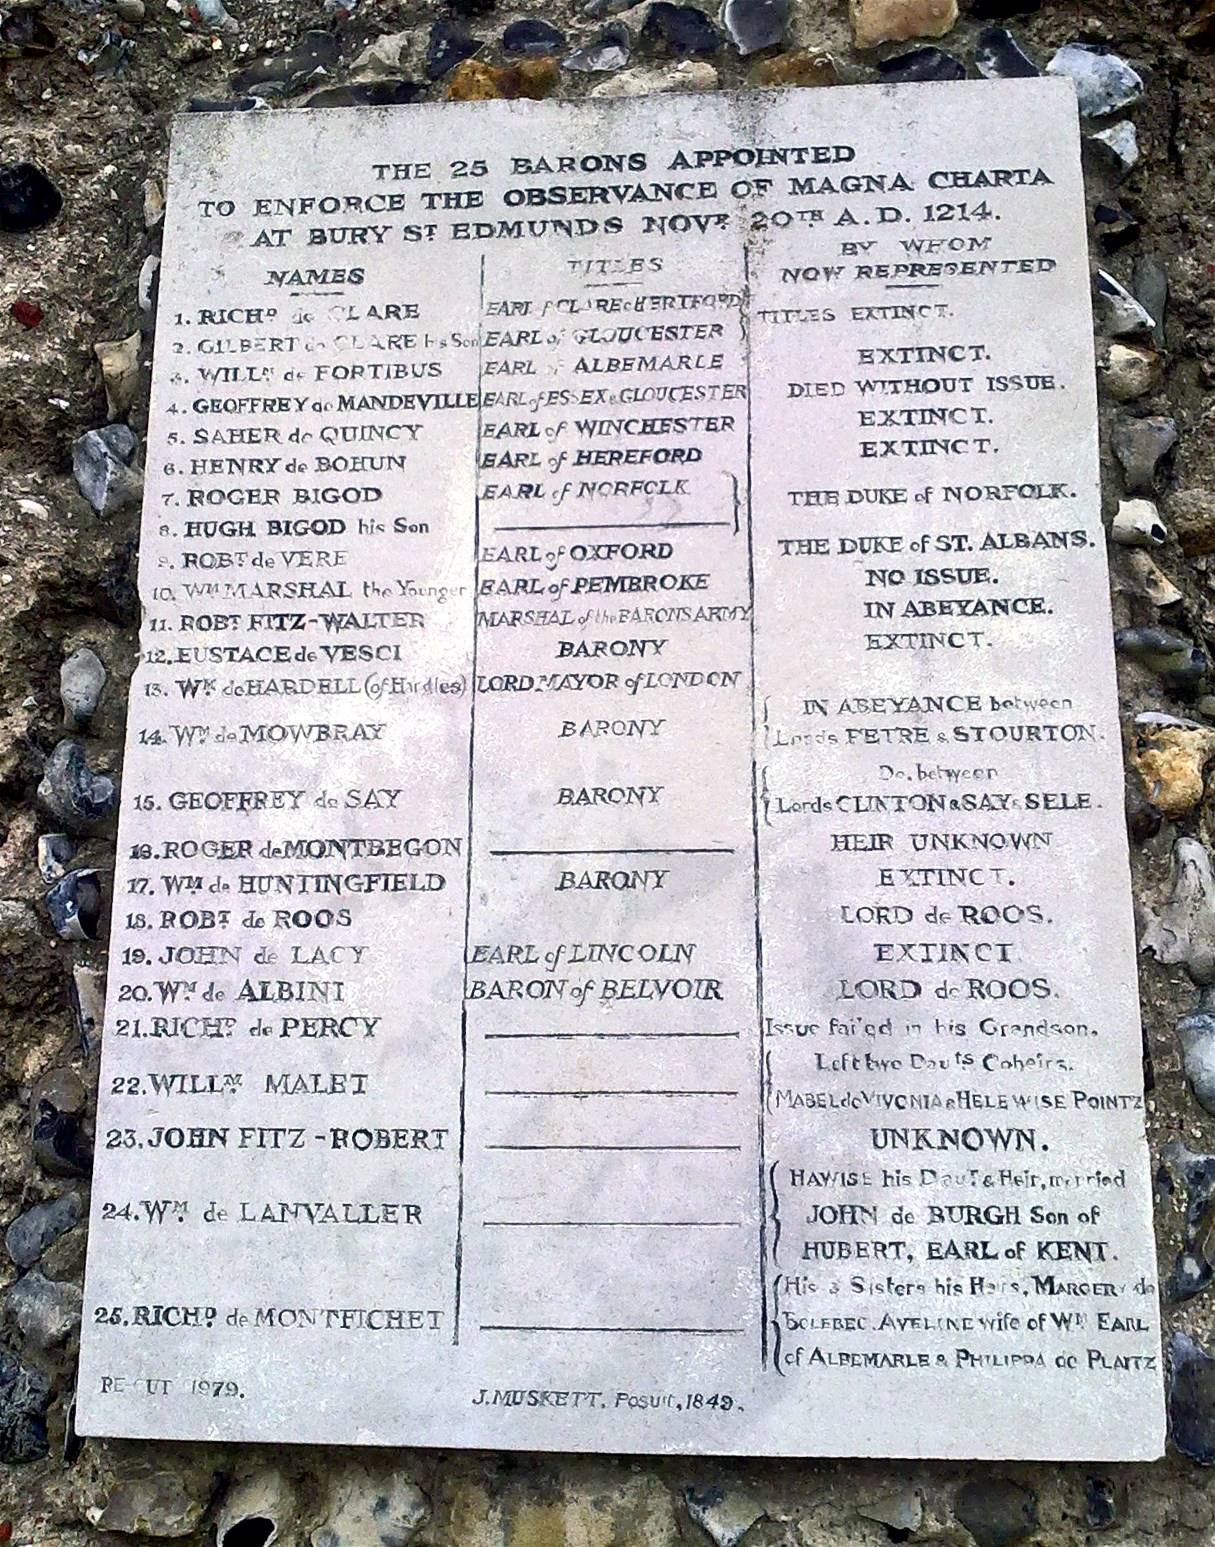 THE 25 BARONS APPOINTED
TO ENFORCE THE OBSERVANCE OF MAGNA CHARTA
AT BURY ST EDMUNDS NOVR 20TH A.D. 1214.
NAMES TITLES BY WHOM
NOW REPRESENTED
1. RICHD de CLARE EARL of CLARE & HERTFORD TITLES EXTINCT.
2. GILBERT de CLARE his Son EARL of GLOUCESTER
3. WILLM de FORTIBUS EARL of ALBEMARLE EXTINCT.
4. GEOFFREY de MANDEVILLE EARL of ESSEX & GLOUCESTER DIED WITHOUT ISSUE.
5. SAHER de QUINCY EARL of WINCHESTER EXTINCT.
6. HENRY de BOHUN EARL of HEREFORD EXTINCT.
7. ROGER BIGOD EARL of NORFOLK THE DUKE of NORFOLK.
8. HUGH BIGOD his Son
9. ROBT de VERE EARL of OXFORD THE DUKE of ST. ALBANS.
10. WM MARSHAL the Younger EARL of PEMBROKE NO ISSUE.
11. ROBT FITZ-WALTER MARSHAL of the BARONS ARMY IN ABEYANCE.
12. EUSTACE de VESCI BARONY EXTINCT.
13. WM de HARDELL (of Hardles) LORD MAYOR of LONDON
14. WM de MOWBRAY BARONY IN ABEYANCE between
Lords PETRE & STOURTON.
15. GEOFFREY de SAY BARONY Do. between
Lords CLINTON & SAY & SELE.
16. ROGER de MONTBEGON HEIR UNKNOWN
17. WM de HUNTINGFIELD BARONY EXTINCT.
18. ROBT de ROOS LORD de ROOS.
19. JOHN de LACY EARL of LINCOLN EXTINCT.
20. WM de ALBINI BARON of BELVOIR LORD de ROOS.
21. RICHD de PERCY Issue failed in his Grandson.
22. WILLM MALET Left two Dauts Coheirs.
MABEL de VIVONIA & HELEWISE POINTZ
23. JOHN FITZ-ROBERT UNKNOWN.
24. WM de LANVALLER HAWISE his Daut & Heir, married
JOHN de BURGH Son of
HUBERT, EARL of KENT.
25. RICHD de MONTFICHET His 3 Sisters his Heirs, MARGERY de
BOLEBEC. AVELINE wife of WM EARL
of ALBEMARLE & PHILIPPA de PLAITZ
RE-CUT 1979. J. MUSKETT. Posuit, 1849.